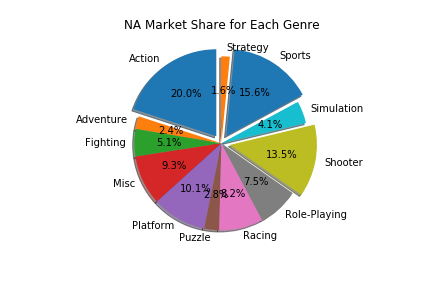 NA Market Share for Each Genre
Strategy
Sports
Action
1.6%
15.6%
20.0%
Simulation
Adventure
4.1%
2.4%
Fighting
5.1%
Shooter
13.5%
9.3%
Misc
7.5%
10.1%
2.8%
8.2%
Role-Playing
Platform
Puzzle
Racing